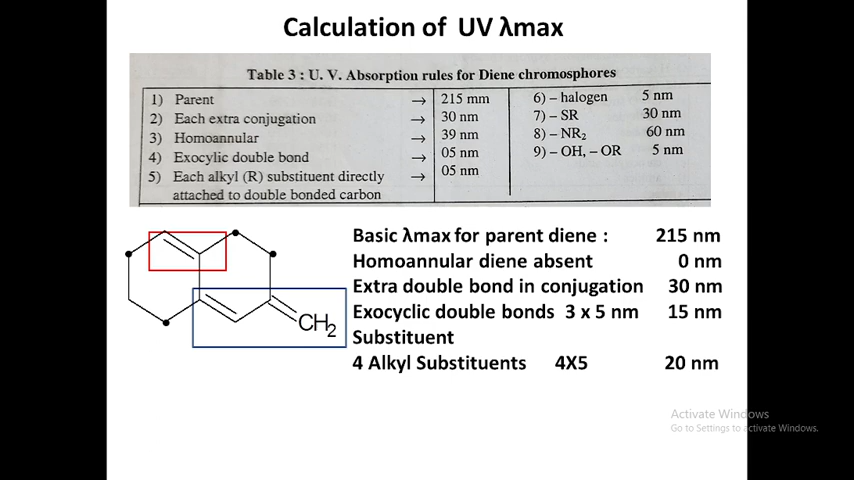 Calculation of UV λmax
Table 3 : U. V. Absorption rules for Diene chromosphores
1) Parent → 215 mm
2) Each extra conjugation → 30 nm
3) Homoannular → 39 nm
4) Exocylic double bond → 05 nm
5) Each alkyl (R) substituent directly → 05 nm
attached to double bonded carbon
6) – halogen 5 nm
7) – SR 30 nm
8) – NR₂ 60 nm
9) – OH, – OR 5 nm
CH₂
Basic λmax for parent diene : 215 nm
Homoannular diene absent 0 nm
Extra double bond in conjugation 30 nm
Exocyclic double bonds 3 x 5 nm 15 nm
Substituent
4 Alkyl Substituents 4X5 20 nm
Activate Windows
Go to Settings to activate Windows.